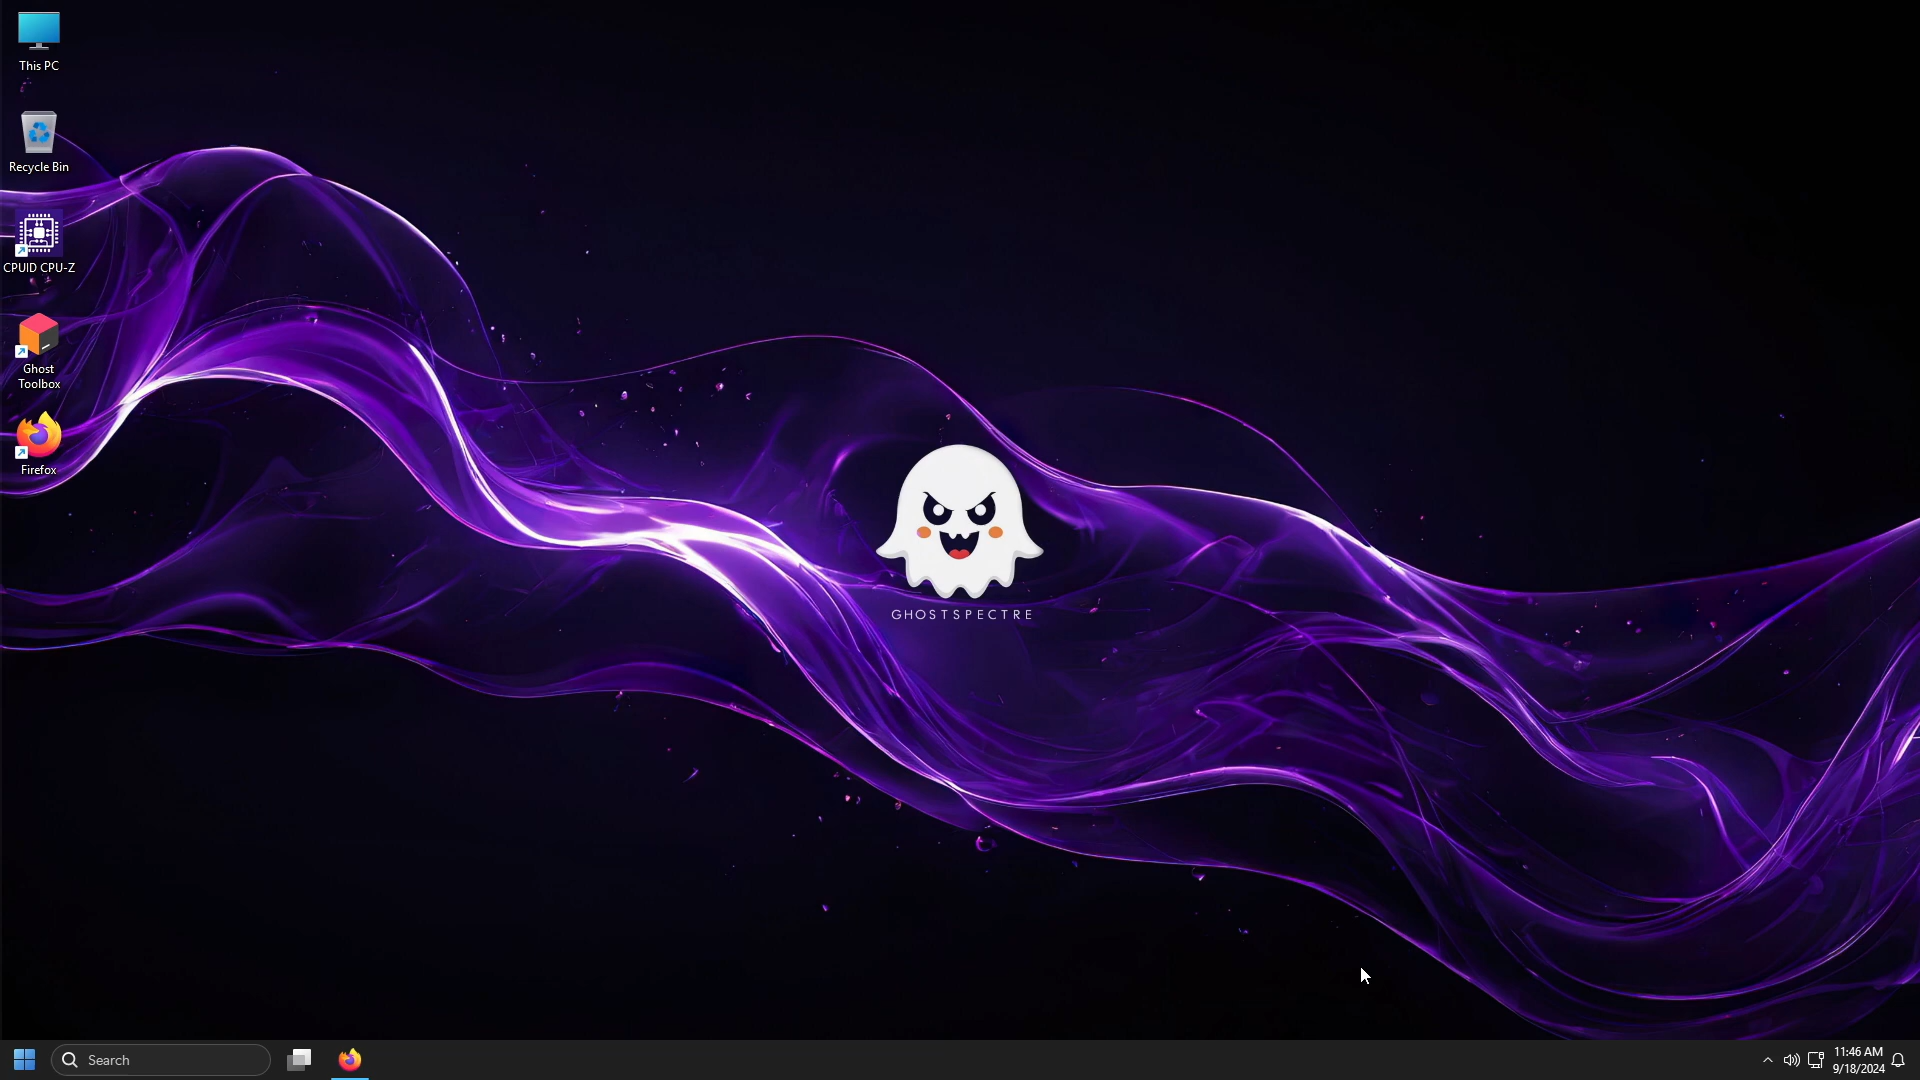 This PC
Recycle Bin
CPUID CPU-Z
Ghost
Toolbox
Firefox
GHOSTSPECTRE
Search
11:46 AM
9/18/2024